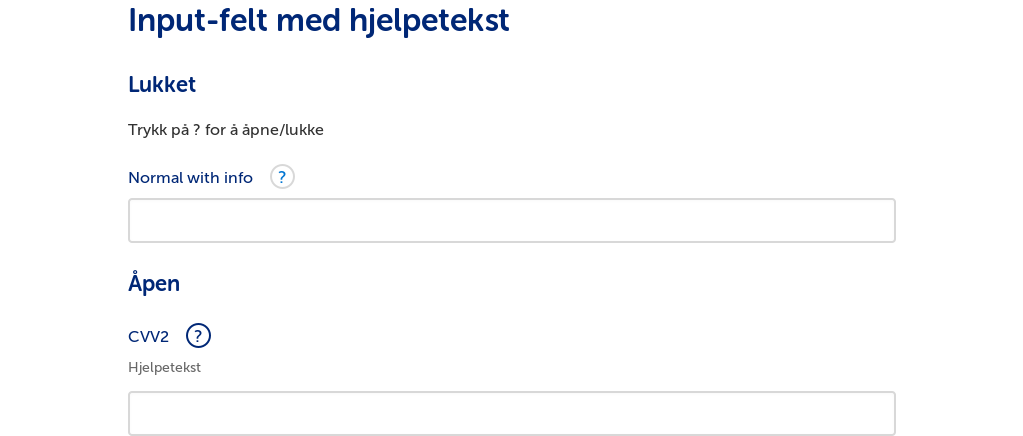 Input-felt med hjelpetekst
Lukket
Trykk på ? for å åpne/lukke
Normal with info ?
Åpen
CVV2 ?
Hjelpetekst